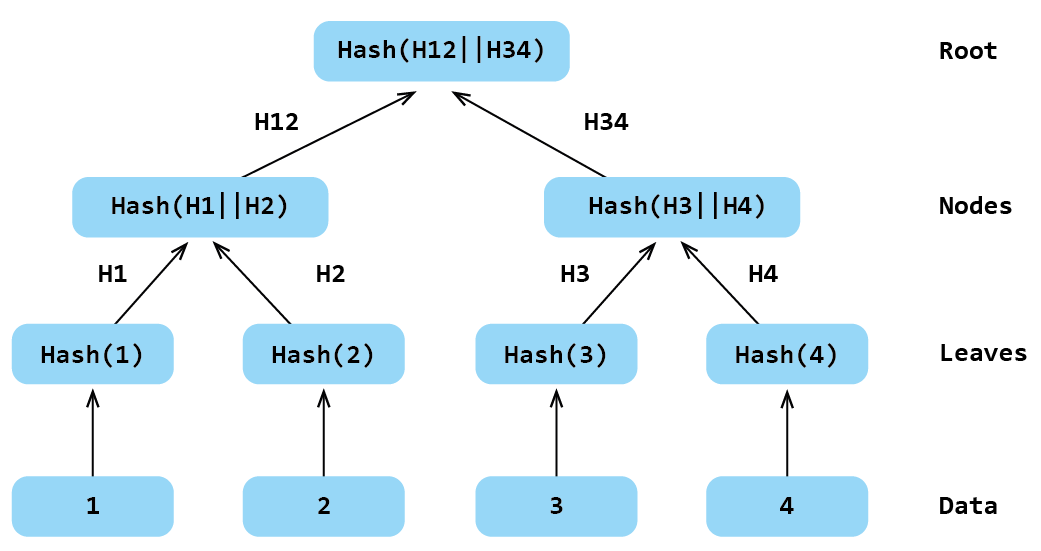 Hash(H12||H34) Root
H12 H34
Hash(H1||H2) Hash(H3||H4) Nodes
H1 H2 H3 H4
Hash(1) Hash(2) Hash(3) Hash(4) Leaves
1 2 3 4 Data